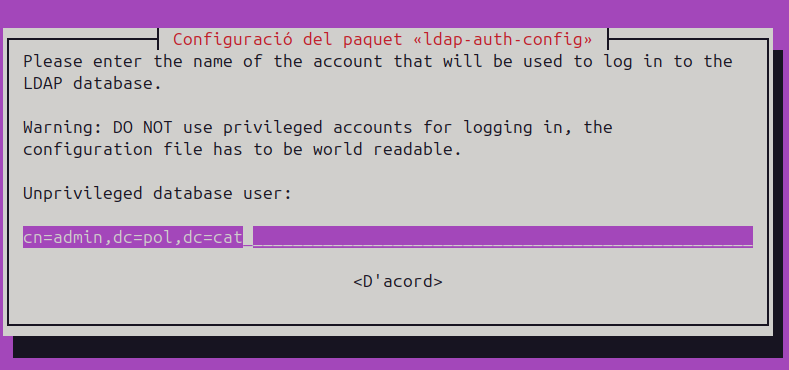 Configuració del paquet «ldap-auth-config»
Please enter the name of the account that will be used to log in to the
LDAP database.
Warning: DO NOT use privileged accounts for logging in, the
configuration file has to be world readable.
Unprivileged database user:
cn=admin,dc=pol,dc=cat
<D'acord>